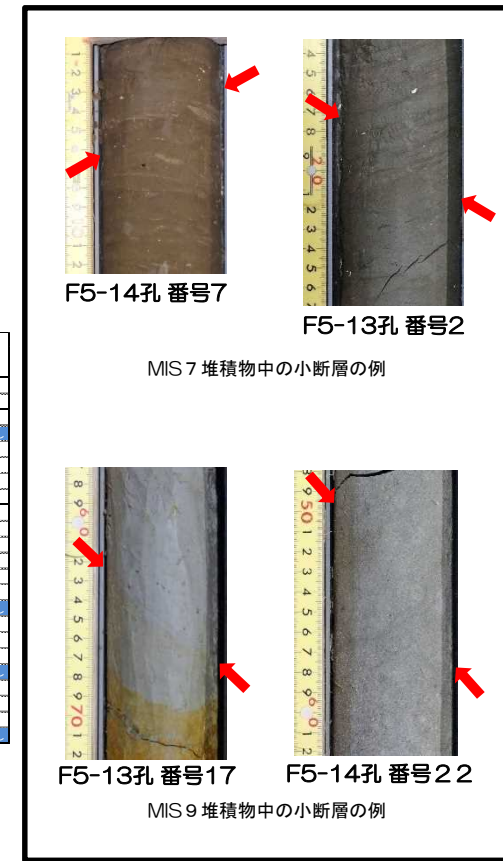 F5-14孔 番号7
F5-13孔 番号2
MIS7堆積物中の小断層の例
F5-13孔 番号17
F5-14孔 番号22
MIS9堆積物中の小断層の例